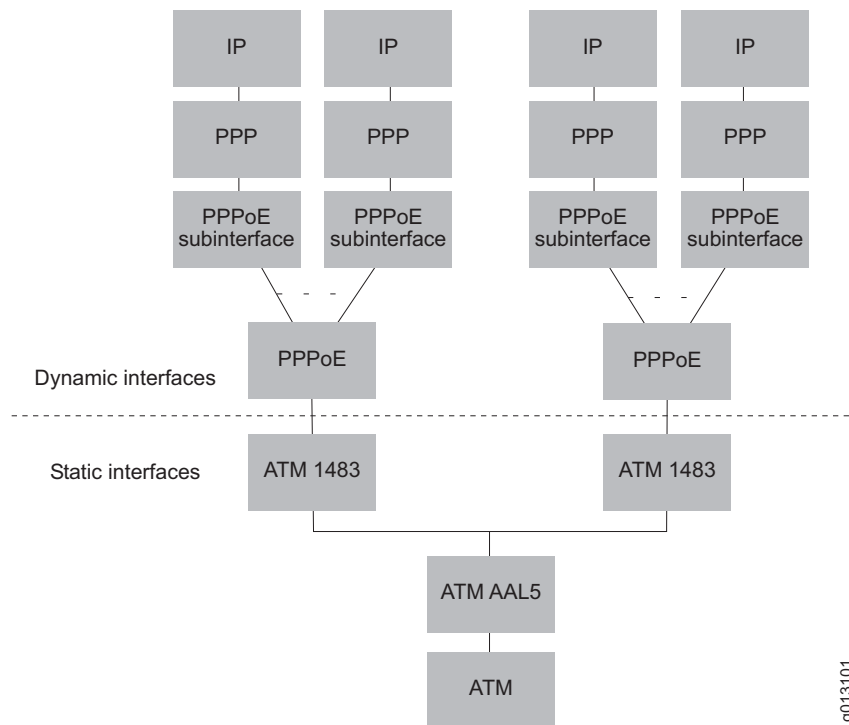 IP
IP
IP
IP
PPP
PPP
PPP
PPP
PPPoE
subinterface
PPPoE
subinterface
PPPoE
subinterface
PPPoE
subinterface
PPPoE
PPPoE
Dynamic interfaces
Static interfaces
ATM 1483
ATM 1483
ATM AAL5
ATM
g013101